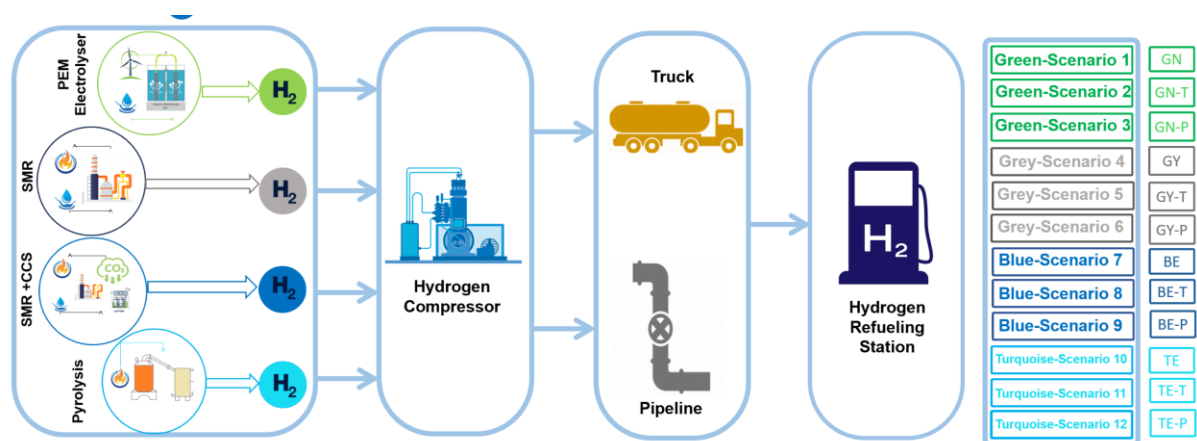 PEM
Electrolyser
H2
SMR
H2
SMR +CCS
CO2
H2
Pyrolysis
H2
Hydrogen
Compressor
Truck
Pipeline
H2
Hydrogen
Refueling
Station
Green-Scenario 1 GN
Green-Scenario 2 GN-T
Green-Scenario 3 GN-P
Grey-Scenario 4 GY
Grey-Scenario 5 GY-T
Grey-Scenario 6 GY-P
Blue-Scenario 7 BE
Blue-Scenario 8 BE-T
Blue-Scenario 9 BE-P
Turquoise-Scenario 10 TE
Turquoise-Scenario 11 TE-T
Turquoise-Scenario 12 TE-P